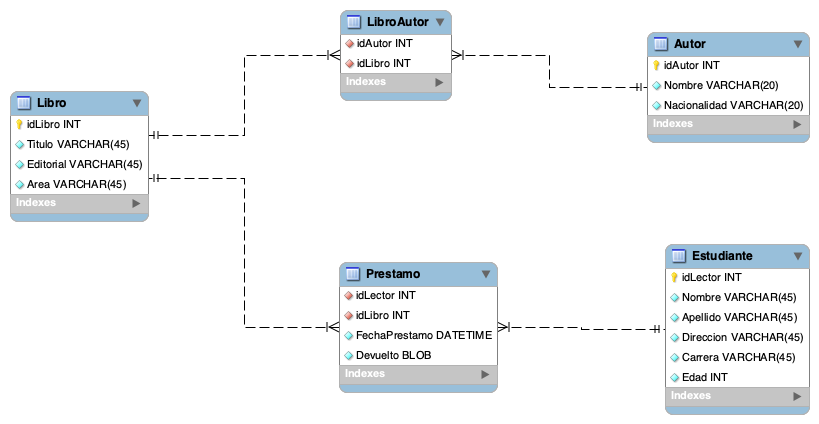 LibroAutor
idAutor INT
idLibro INT
Indexes
Autor
idAutor INT
Nombre VARCHAR(20)
Nacionalidad VARCHAR(20)
Indexes
Libro
idLibro INT
Titulo VARCHAR(45)
Editorial VARCHAR(45)
Area VARCHAR(45)
Indexes
Prestamo
idLector INT
idLibro INT
FechaPrestamo DATETIME
Devuelto BLOB
Indexes
Estudiante
idLector INT
Nombre VARCHAR(45)
Apellido VARCHAR(45)
Direccion VARCHAR(45)
Carrera VARCHAR(45)
Edad INT
Indexes